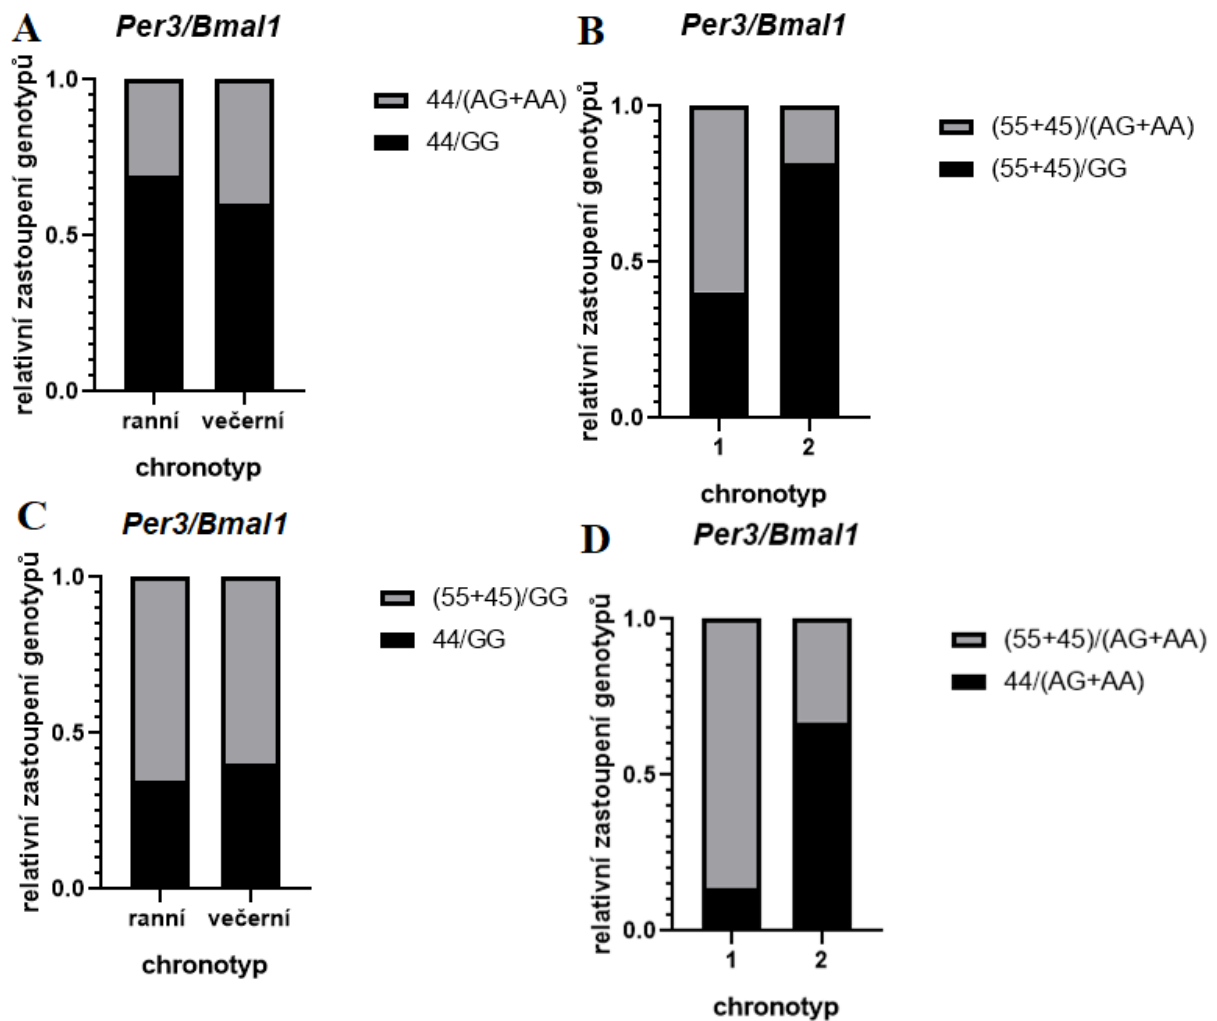 A
Per3/Bmal1
relativní zastoupení genotypů
1.0
0.5
0.0
ranní večerní
chronotyp
44/(AG+AA)
44/GG
B
Per3/Bmal1
relativní zastoupení genotypů
1.0
0.5
0.0
1 2
chronotyp
(55+45)/(AG+AA)
(55+45)/GG
C
Per3/Bmal1
relativní zastoupení genotypů
1.0
0.5
0.0
ranní večerní
chronotyp
(55+45)/GG
44/GG
D
Per3/Bmal1
relativní zastoupení genotypů
1.0
0.5
0.0
1 2
chronotyp
(55+45)/(AG+AA)
44/(AG+AA)